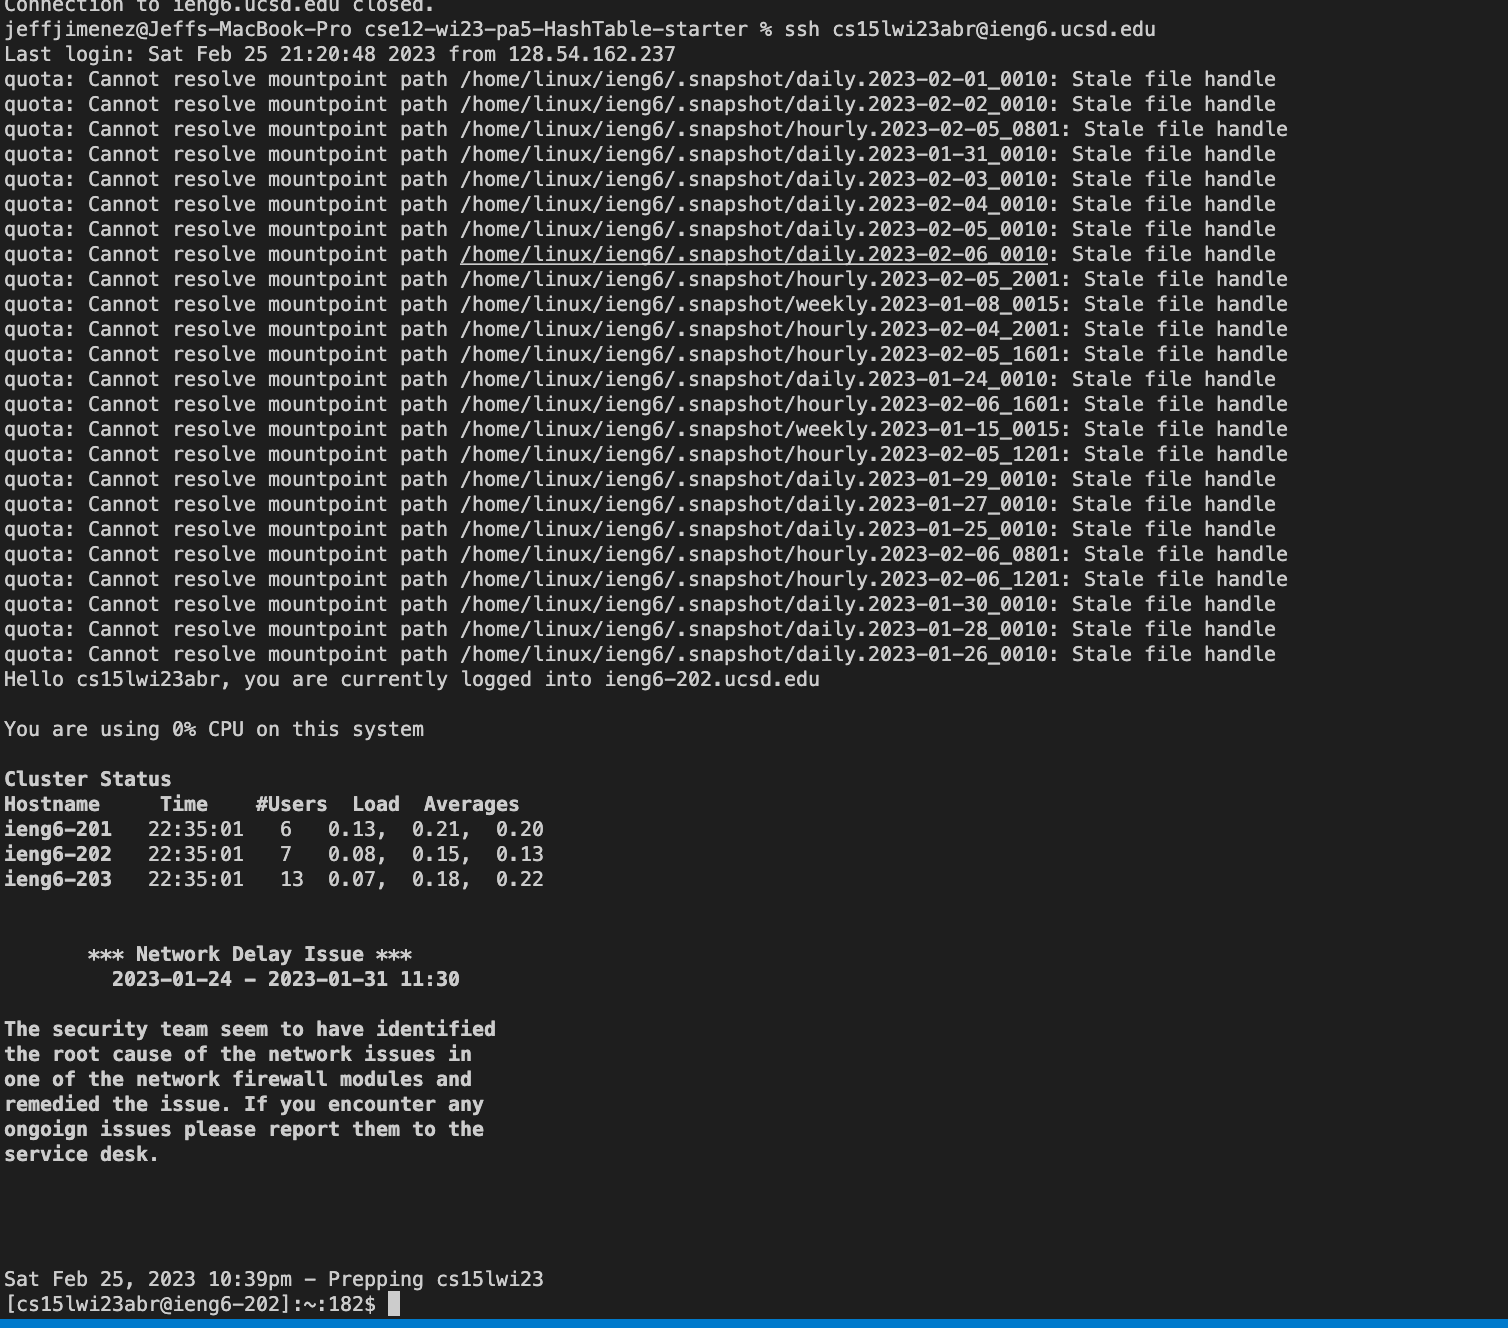 Connection to ieng6.ucsd.edu closed.
jeffjimenez@Jeffs-MacBook-Pro cse12-wi23-pa5-HashTable-starter % ssh cs15lwi23abr@ieng6.ucsd.edu
Last login: Sat Feb 25 21:20:48 2023 from 128.54.162.237
quota: Cannot resolve mountpoint path /home/linux/ieng6/.snapshot/daily.2023-02-01_0010: Stale file handle
quota: Cannot resolve mountpoint path /home/linux/ieng6/.snapshot/daily.2023-02-02_0010: Stale file handle
quota: Cannot resolve mountpoint path /home/linux/ieng6/.snapshot/hourly.2023-02-05_0801: Stale file handle
quota: Cannot resolve mountpoint path /home/linux/ieng6/.snapshot/daily.2023-01-31_0010: Stale file handle
quota: Cannot resolve mountpoint path /home/linux/ieng6/.snapshot/daily.2023-02-03_0010: Stale file handle
quota: Cannot resolve mountpoint path /home/linux/ieng6/.snapshot/daily.2023-02-04_0010: Stale file handle
quota: Cannot resolve mountpoint path /home/linux/ieng6/.snapshot/daily.2023-02-05_0010: Stale file handle
quota: Cannot resolve mountpoint path /home/linux/ieng6/.snapshot/daily.2023-02-06_0010: Stale file handle
quota: Cannot resolve mountpoint path /home/linux/ieng6/.snapshot/hourly.2023-02-05_2001: Stale file handle
quota: Cannot resolve mountpoint path /home/linux/ieng6/.snapshot/weekly.2023-01-08_0015: Stale file handle
quota: Cannot resolve mountpoint path /home/linux/ieng6/.snapshot/hourly.2023-02-04_2001: Stale file handle
quota: Cannot resolve mountpoint path /home/linux/ieng6/.snapshot/hourly.2023-02-05_1601: Stale file handle
quota: Cannot resolve mountpoint path /home/linux/ieng6/.snapshot/daily.2023-01-24_0010: Stale file handle
quota: Cannot resolve mountpoint path /home/linux/ieng6/.snapshot/hourly.2023-02-06_1601: Stale file handle
quota: Cannot resolve mountpoint path /home/linux/ieng6/.snapshot/weekly.2023-01-15_0015: Stale file handle
quota: Cannot resolve mountpoint path /home/linux/ieng6/.snapshot/hourly.2023-02-05_1201: Stale file handle
quota: Cannot resolve mountpoint path /home/linux/ieng6/.snapshot/daily.2023-01-29_0010: Stale file handle
quota: Cannot resolve mountpoint path /home/linux/ieng6/.snapshot/daily.2023-01-27_0010: Stale file handle
quota: Cannot resolve mountpoint path /home/linux/ieng6/.snapshot/daily.2023-01-25_0010: Stale file handle
quota: Cannot resolve mountpoint path /home/linux/ieng6/.snapshot/hourly.2023-02-06_0801: Stale file handle
quota: Cannot resolve mountpoint path /home/linux/ieng6/.snapshot/hourly.2023-02-06_1201: Stale file handle
quota: Cannot resolve mountpoint path /home/linux/ieng6/.snapshot/daily.2023-01-30_0010: Stale file handle
quota: Cannot resolve mountpoint path /home/linux/ieng6/.snapshot/daily.2023-01-28_0010: Stale file handle
quota: Cannot resolve mountpoint path /home/linux/ieng6/.snapshot/daily.2023-01-26_0010: Stale file handle
Hello cs15lwi23abr, you are currently logged into ieng6-202.ucsd.edu
You are using 0% CPU on this system
Cluster Status
Hostname     Time    #Users  Load  Averages
ieng6-201   22:35:01   6   0.13,  0.21,  0.20
ieng6-202   22:35:01   7   0.08,  0.15,  0.13
ieng6-203   22:35:01   13  0.07,  0.18,  0.22
*** Network Delay Issue ***
2023-01-24 - 2023-01-31 11:30
The security team seem to have identified
the root cause of the network issues in
one of the network firewall modules and
remedied the issue. If you encounter any
ongoign issues please report them to the
service desk.
Sat Feb 25, 2023 10:39pm - Prepping cs15lwi23
[cs15lwi23abr@ieng6-202]:~:182$